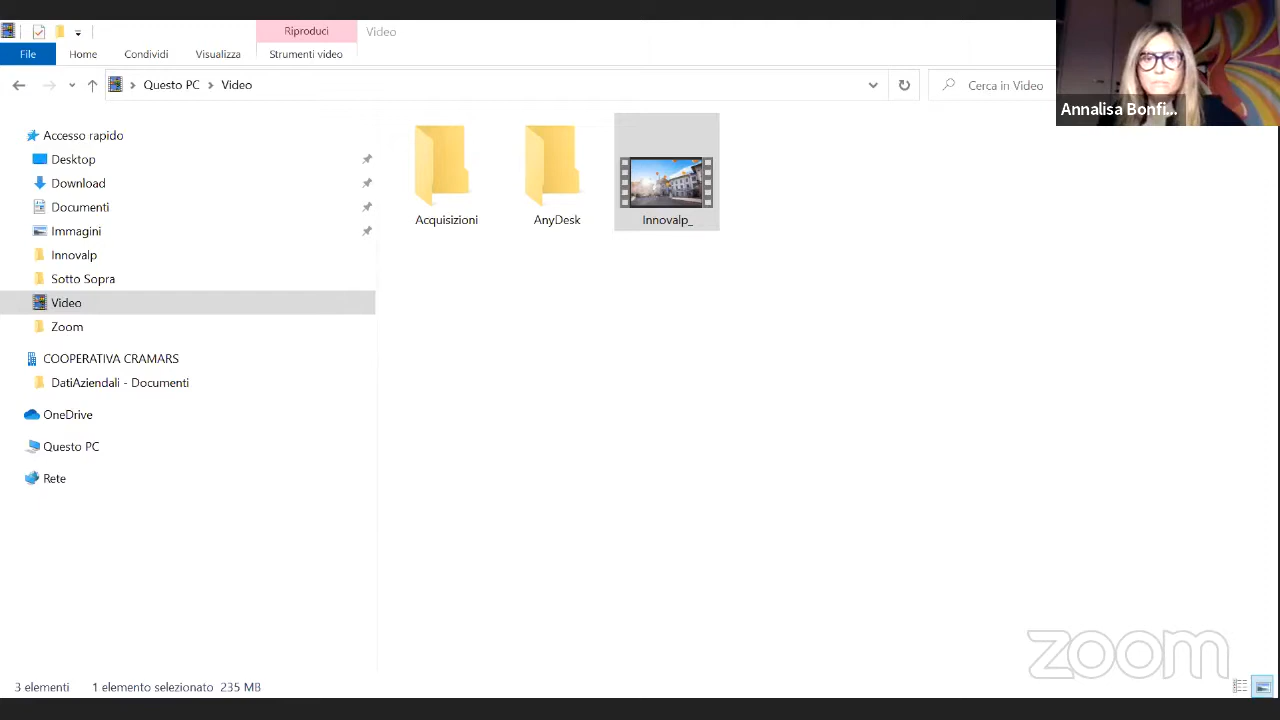 Riproduci
Video
File
Home
Condividi
Visualizza
Strumenti video
Questo PC
Video
Cerca in Video
Annalisa Bonfi...
Accesso rapido
Desktop
Download
Documenti
Immagini
Innovalp
Sotto Sopra
Video
Zoom
COOPERATIVA CRAMARS
DatiAziendali - Documenti
OneDrive
Questo PC
Rete
Acquisizioni
AnyDesk
Innovalp_
zoom
3 elementi
1 elemento selezionato 235 MB